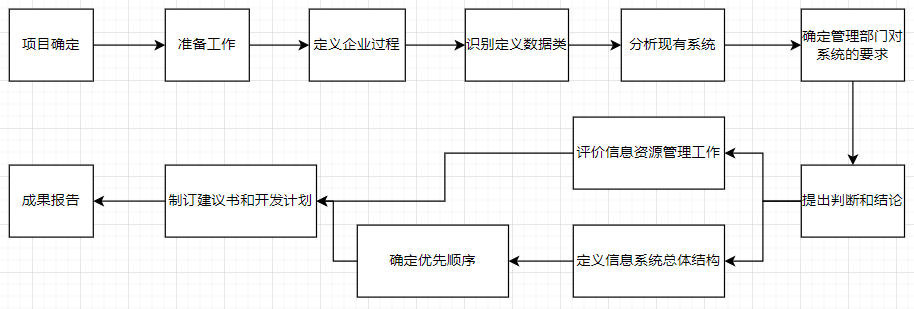 项目确定
准备工作
定义企业过程
识别定义数据类
分析现有系统
确定管理部门对
系统的要求
评价信息资源管理工作
成果报告
制订建议书和开发计划
提出判断和结论
确定优先顺序
定义信息系统总体结构